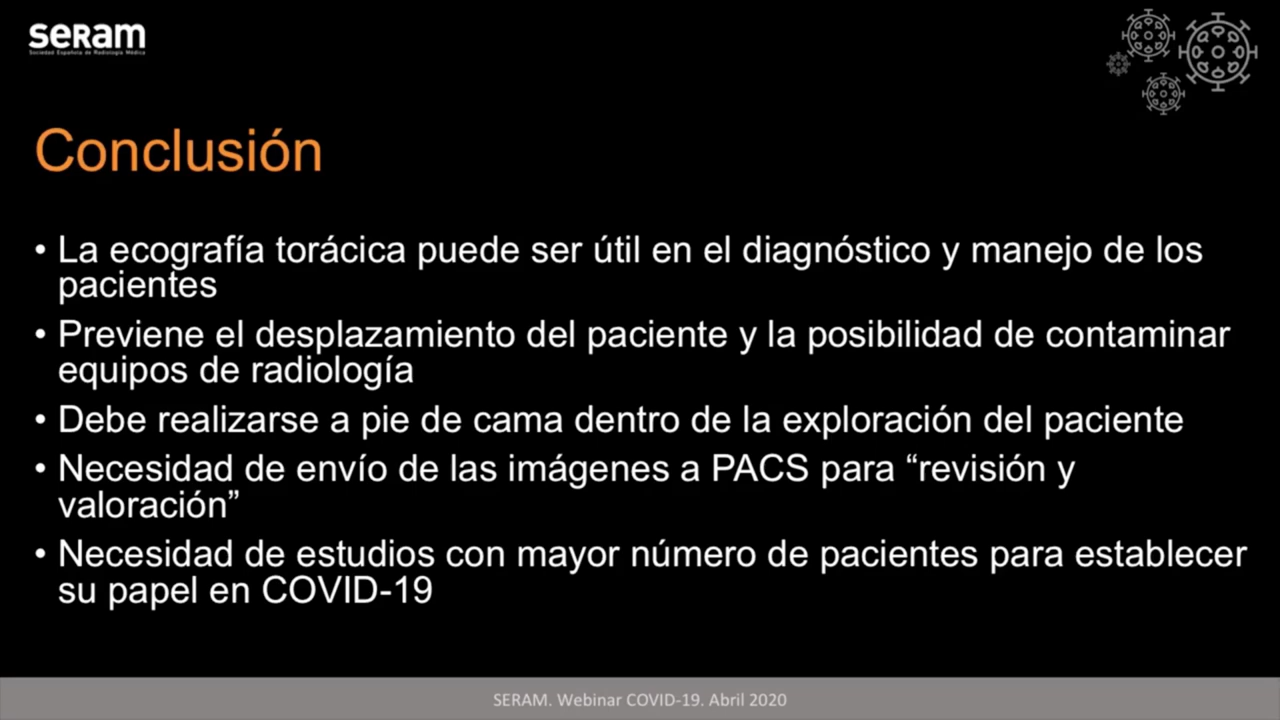 seram
Sociedad Española de Radiología Médica
Conclusión
• La ecografía torácica puede ser útil en el diagnóstico y manejo de los
pacientes
• Previene el desplazamiento del paciente y la posibilidad de contaminar
equipos de radiología
• Debe realizarse a pie de cama dentro de la exploración del paciente
• Necesidad de envío de las imágenes a PACS para “revisión y
valoración”
• Necesidad de estudios con mayor número de pacientes para establecer
su papel en COVID-19
SERAM. Webinar COVID-19. Abril 2020